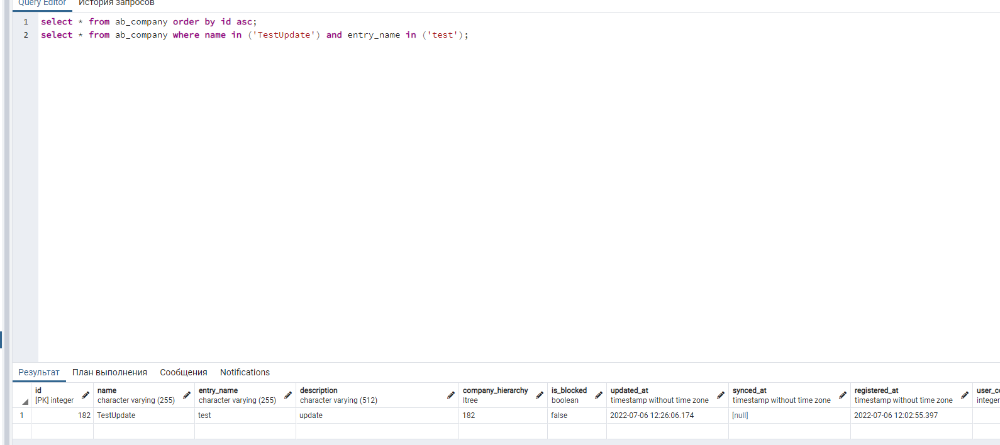 Query Editor История запросов
1 select * from ab_company order by id asc;
2 select * from ab_company where name in ('TestUpdate') and entry_name in ('test');
Результат План выполнения Сообщения Notifications
id name entry_name description company_hierarchy is_blocked updated_at synced_at registered_at
[PK] integer character varying (255) character varying (255) character varying (512) ltree boolean timestamp without time zone timestamp without time zone timestamp without time zone integer
1 182 TestUpdate test update 182 false 2022-07-06 12:26:06.174 [null] 2022-07-06 12:02:55.397